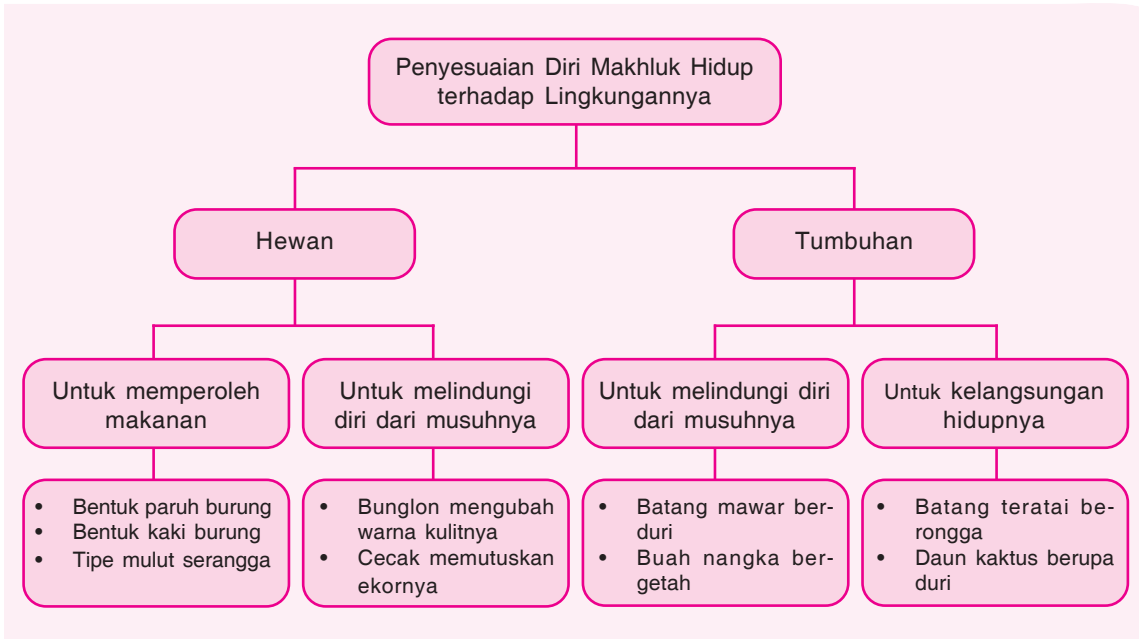 Penyesuaian Diri Makhluk Hidup
terhadap Lingkungannya
Hewan
Tumbuhan
Untuk memperoleh
makanan
Untuk melindungi
diri dari musuhnya
Untuk melindungi diri
dari musuhnya
Untuk kelangsungan
hidupnya
• Bentuk paruh burung
• Bentuk kaki burung
• Tipe mulut serangga
• Bunglon mengubah
warna kulitnya
• Cecak memutuskan
ekornya
• Batang mawar ber-
duri
• Buah nangka ber-
getah
• Batang teratai be-
rongga
• Daun kaktus berupa
duri